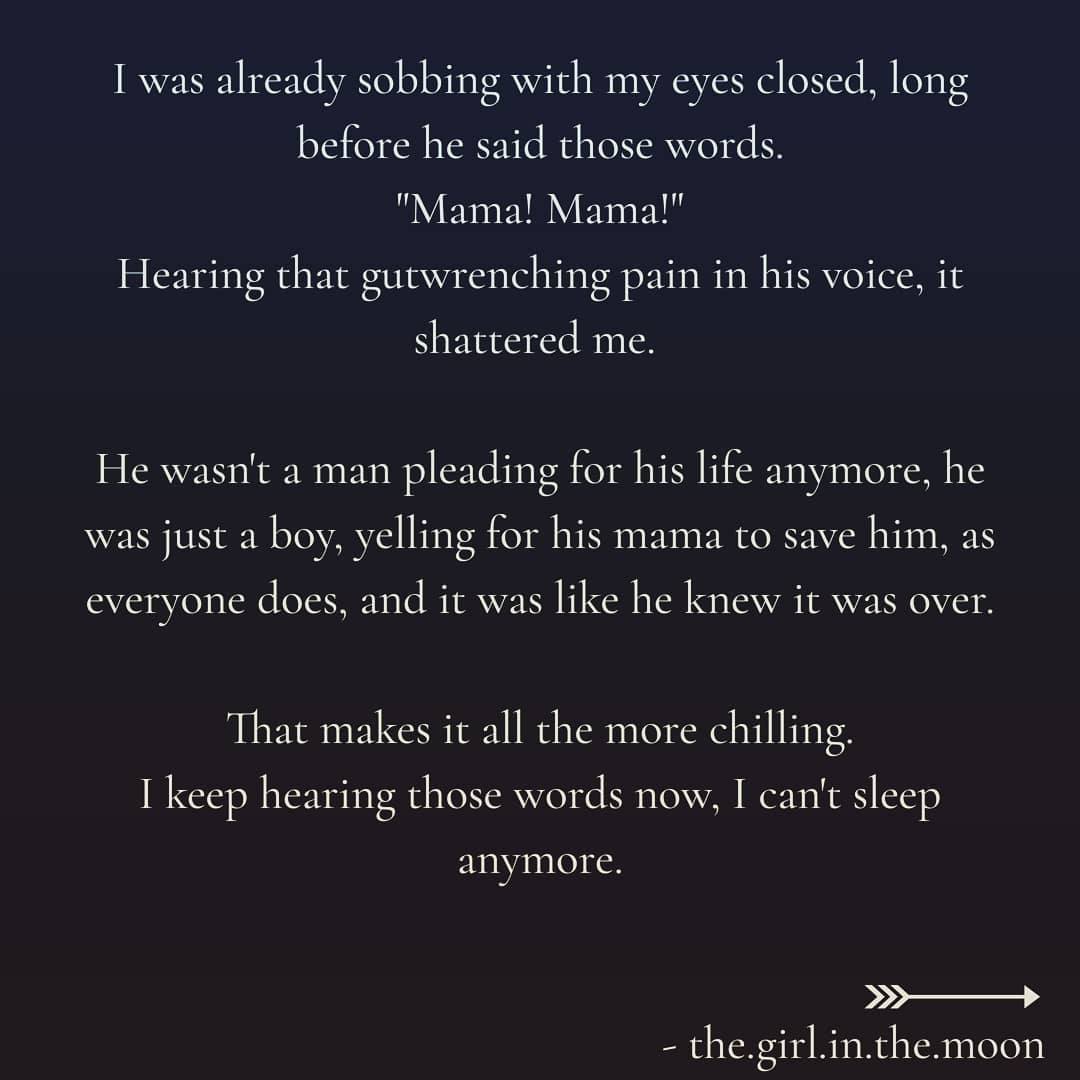 I was already sobbing with my eyes closed, long
before he said those words.
"Mama! Mama!"
Hearing that gutwrenching pain in his voice, it
shattered me.
He wasn't a man pleading for his life anymore, he
was just a boy, yelling for his mama to save him, as
everyone does, and it was like he knew it was over.
That makes it all the more chilling.
I keep hearing those words now, I can't sleep
anymore.
- the.girl.in.the.moon